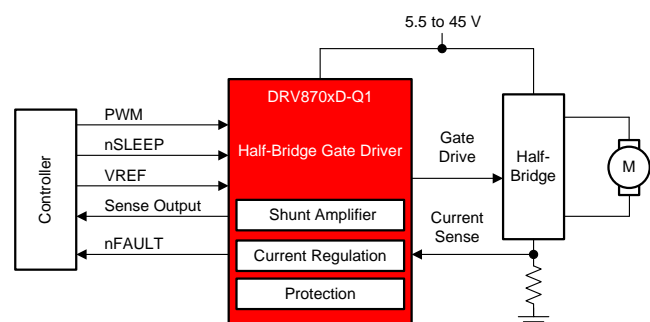 5.5 to 45 V
DRV870xD-Q1
Half-Bridge Gate Driver
Controller
PWM
nSLEEP
VREF
Sense Output
nFAULT
Shunt Amplifier
Current Regulation
Protection
Gate
Drive
Current
Sense
Half-
Bridge
M